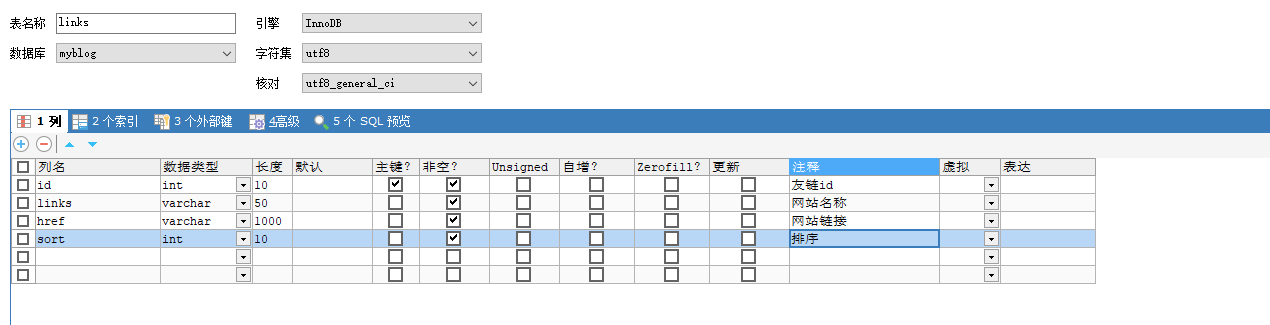 表名称 links 引擎 InnoDB
数据库 myblog 字符集 utf8
核对 utf8_general_ci
1 列 2 个索引 3 个外部键 4高级 5 个 SQL 预览
列名 数据类型 长度 默认 主键? 非空? Unsigned 自增? Zerofill? 更新 注释 虚拟 表达
id int 10 友链id
links varchar 50 网站名称
href varchar 1000 网站链接
sort int 10 排序